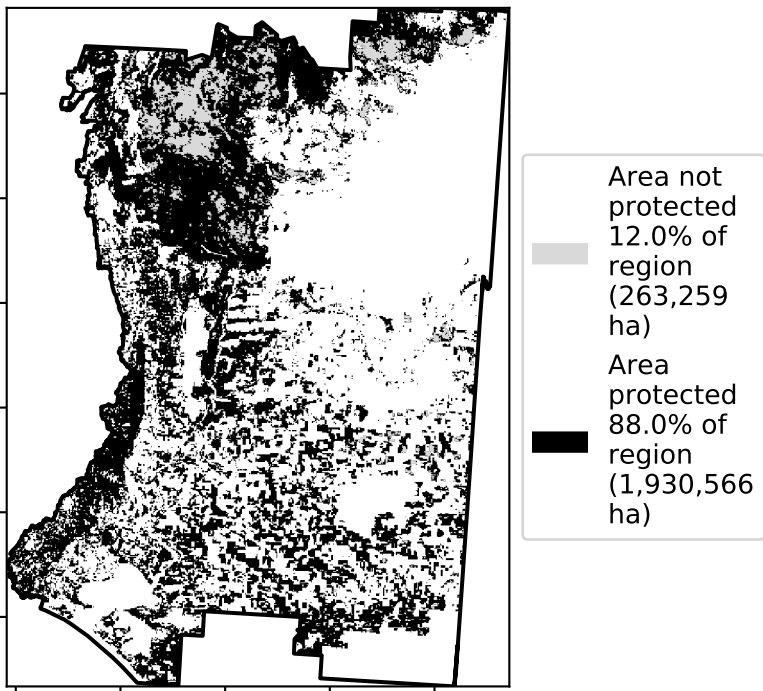 Area not
protected
12.0% of
region
(263,259
ha)
Area
protected
88.0% of
region
(1,930,566
ha)